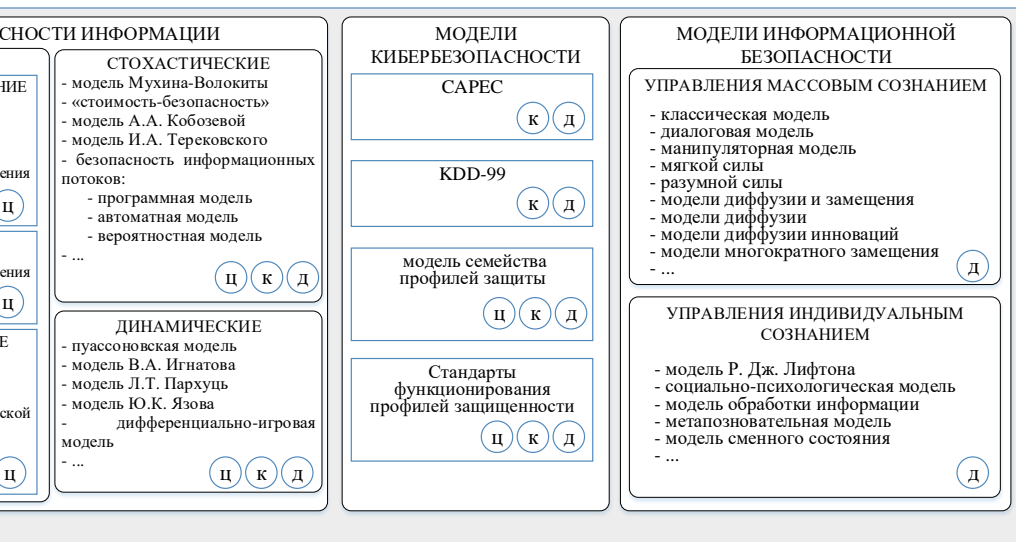 СНОСТИ ИНФОРМАЦИИ
НИЕ
ения
ц
ения
ц
Е
ской
ц
СТОХАСТИЧЕСКИЕ
- модель Мухина-Волокиты
- «стоимость-безопасность»
- модель А.А. Кобозевой
- модель И.А. Терековского
- безопасность информационных
потоков:
- программная модель
- автоматная модель
- вероятностная модель
- ...
ц к д
ДИНАМИЧЕСКИЕ
- пуассоновская модель
- модель В.А. Игнатова
- модель Л.Т. Пархуць
- модель Ю.К. Язова
- дифференциально-игровая
модель
- ...
ц к д
МОДЕЛИ
КИБЕРБЕЗОПАСНОСТИ
CAPEC
к д
KDD-99
к д
модель семейства
профилей защиты
ц к д
Стандарты
функционирования
профилей защищенности
ц к д
МОДЕЛИ ИНФОРМАЦИОННОЙ
БЕЗОПАСНОСТИ
УПРАВЛЕНИЯ МАССОВЫМ СОЗНАНИЕМ
- классическая модель
- диалоговая модель
- манипуляторная модель
- мягкой силы
- разумной силы
- модели диффузии и замещения
- модели диффузии
- модели диффузии инноваций
- модели многократного замещения
- ...
д
УПРАВЛЕНИЯ ИНДИВИДУАЛЬНЫМ
СОЗНАНИЕМ
- модель Р. Дж. Лифтона
- социально-психологическая модель
- модель обработки информации
- метапозновательная модель
- модель сменного состояния
- ...
д